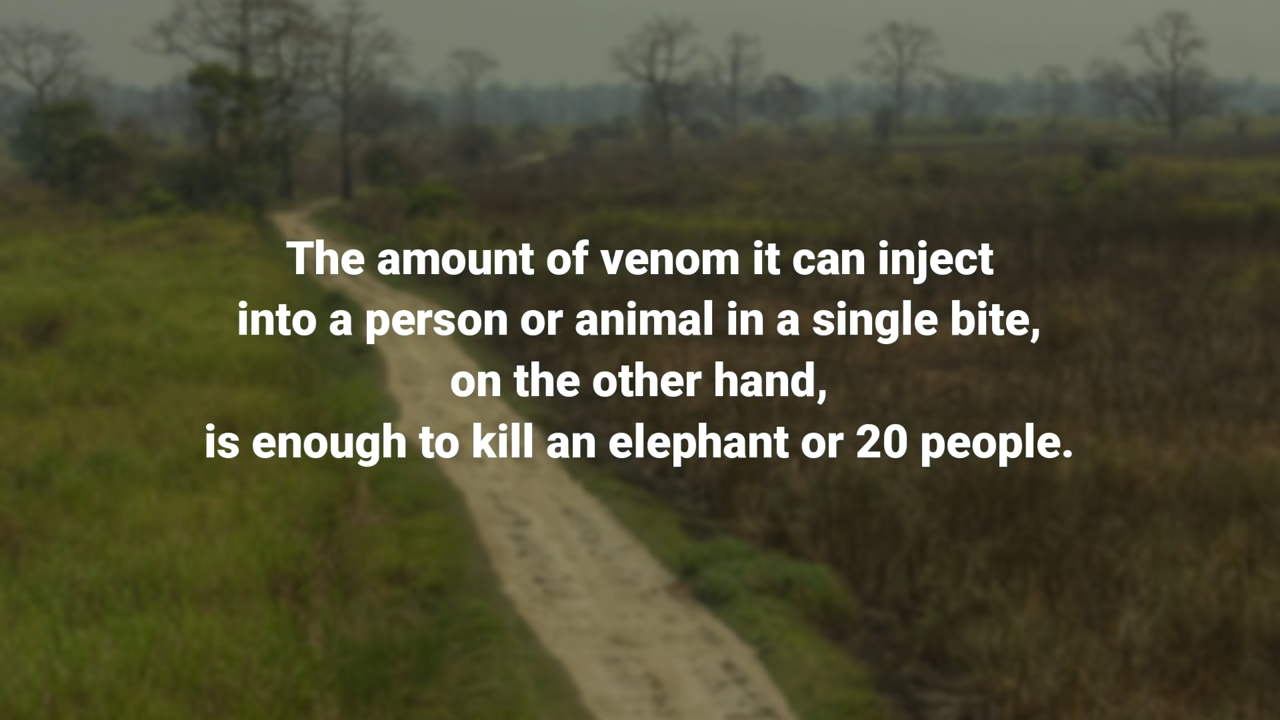 The amount of venom it can inject
into a person or animal in a single bite,
on the other hand,
is enough to kill an elephant or 20 people.